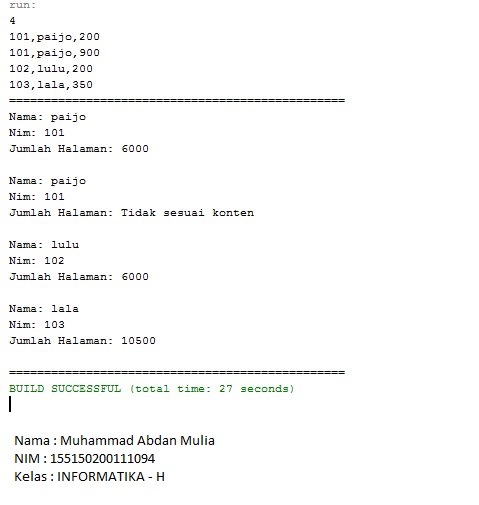 run:
4
101,paijo,200
101,paijo,900
102,lulu,200
103,lala,350
================================================
Nama: paijo
Nim: 101
Jumlah Halaman: 6000
Nama: paijo
Nim: 101
Jumlah Halaman: Tidak sesuai konten
Nama: lulu
Nim: 102
Jumlah Halaman: 6000
Nama: lala
Nim: 103
Jumlah Halaman: 10500
================================================
BUILD SUCCESSFUL (total time: 27 seconds)
Nama : Muhammad Abdan Mulia
NIM : 155150200111094
Kelas : INFORMATIKA - H